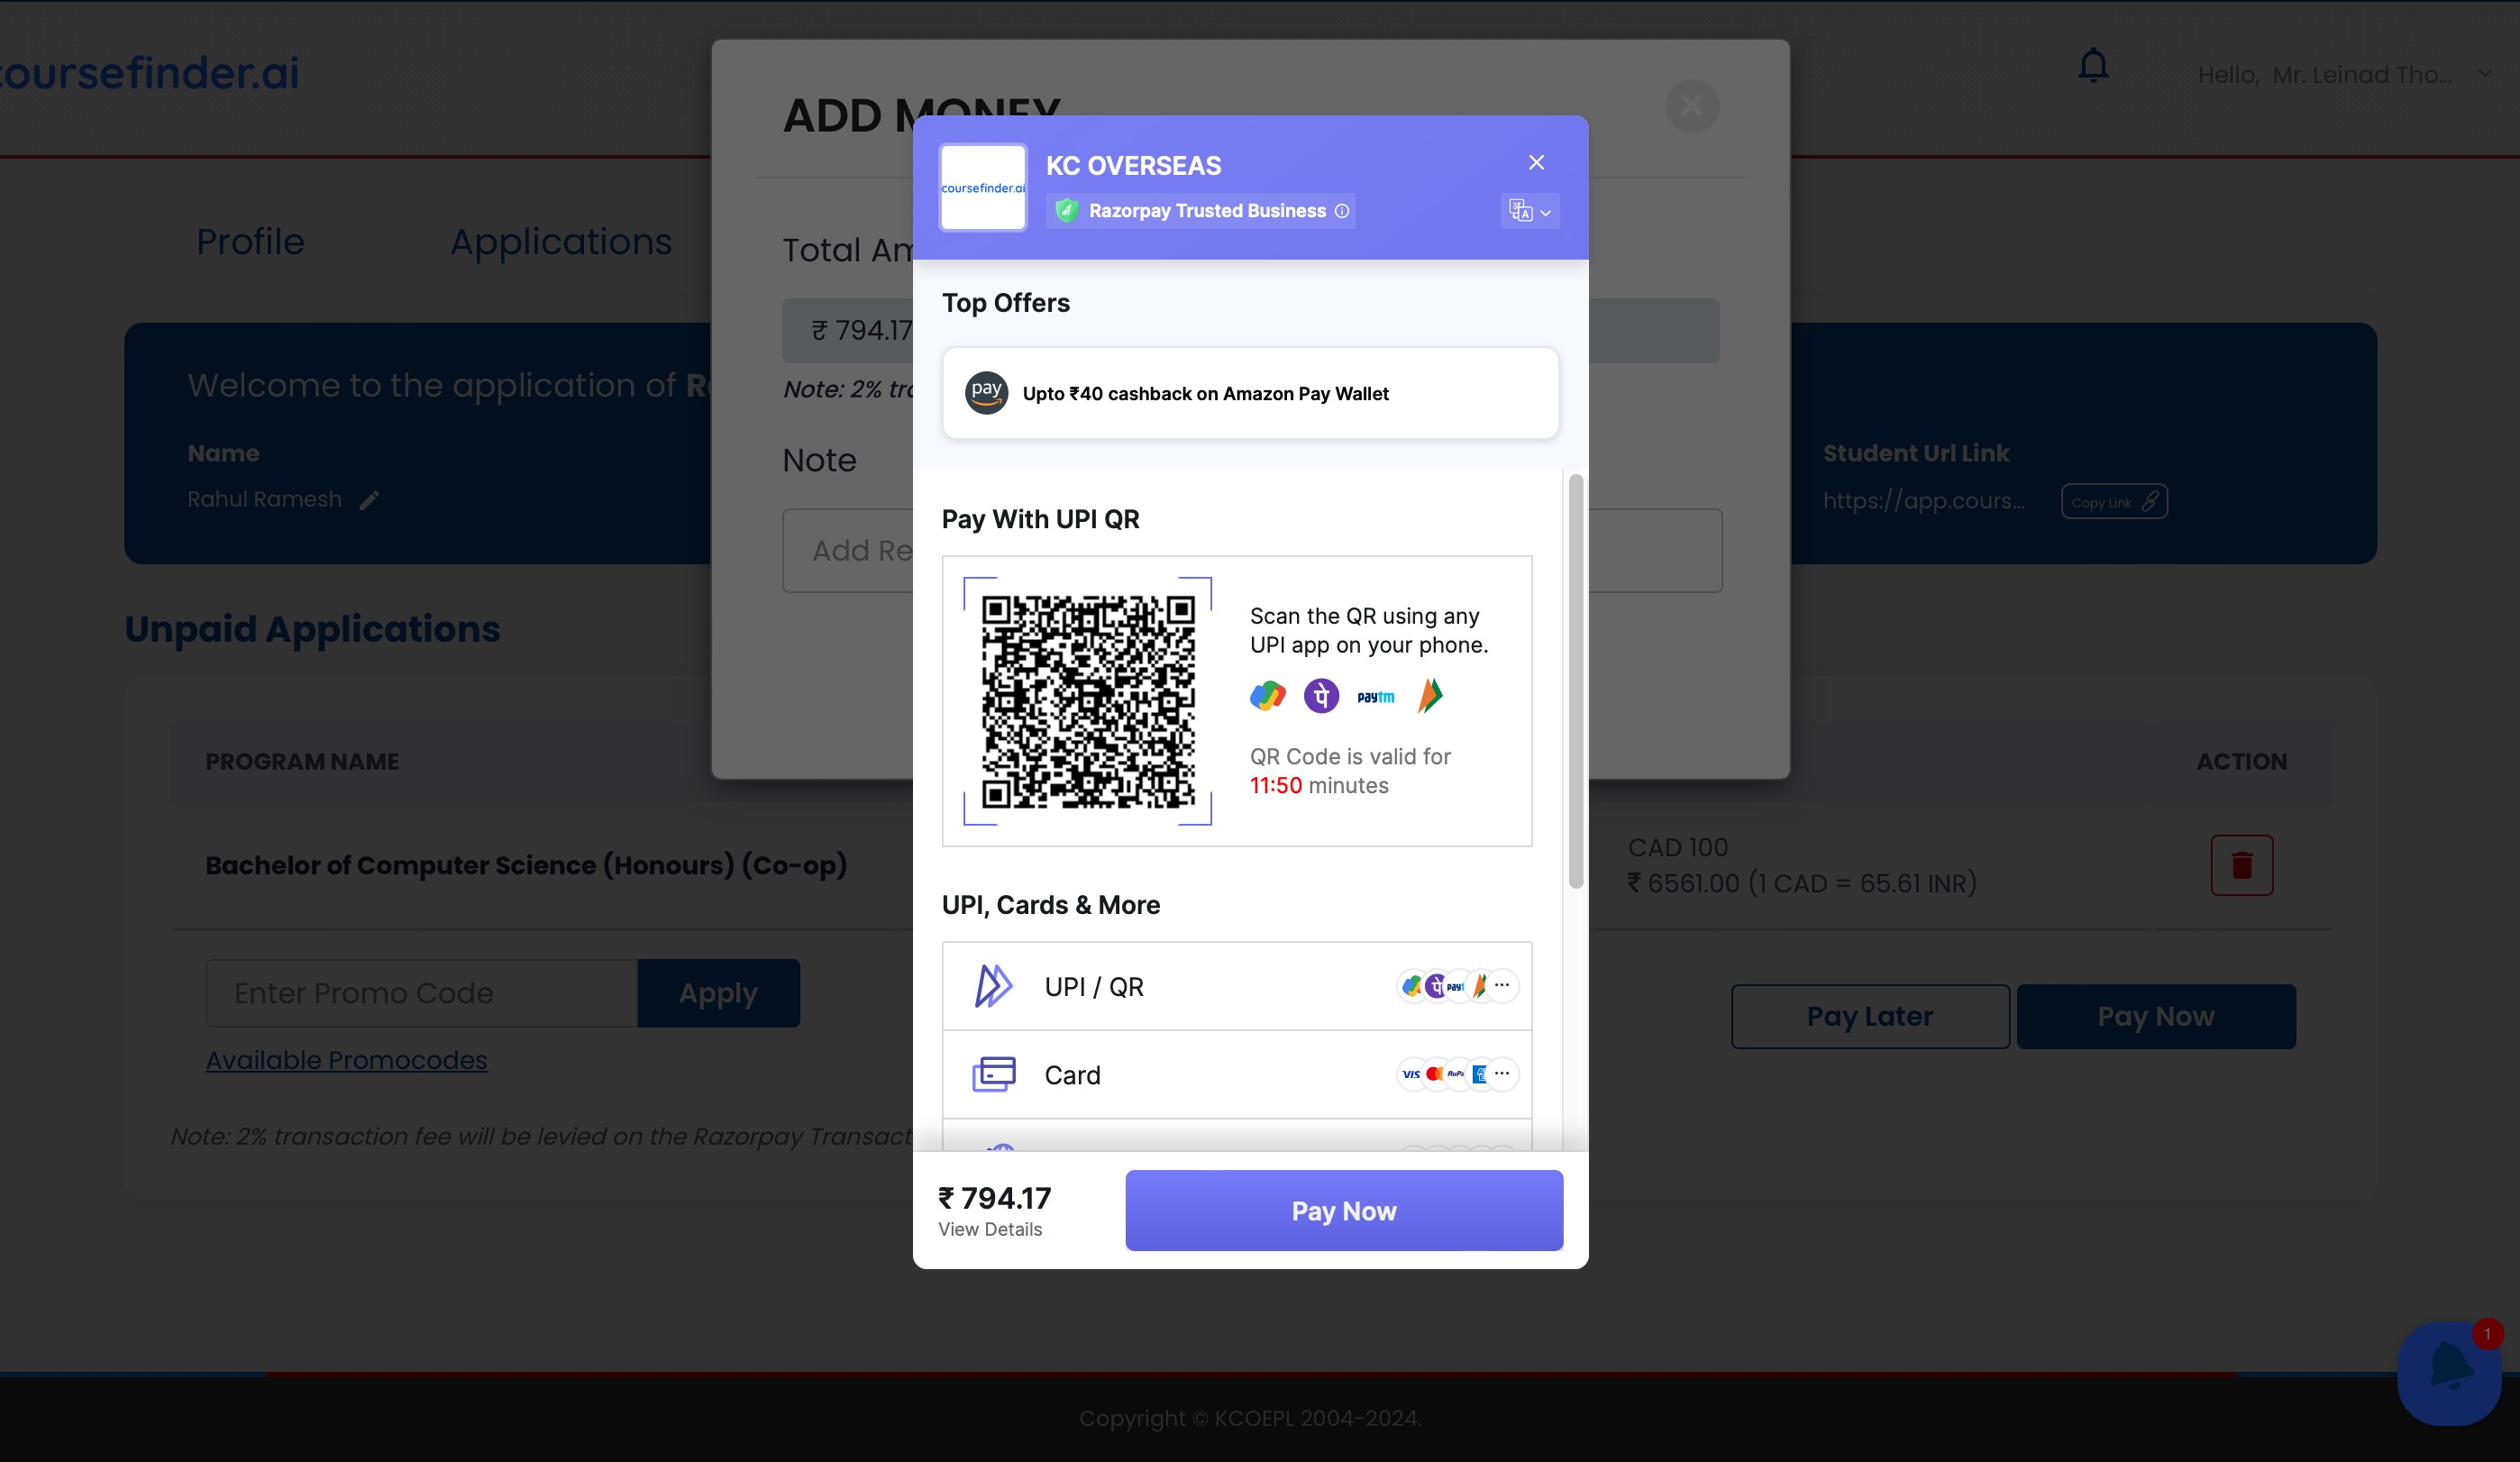 coursefinder.ai
Hello, Mr. Leinad Tho...
ADD MONEY
Profile
Applications
Total Am
₹ 794.17
Note: 2% tra
Note
Add Re
Welcome to the application of Ra
Name
Rahul Ramesh
Student Url Link
https://app.cours...
Copy Link
Unpaid Applications
PROGRAM NAME
ACTION
Bachelor of Computer Science (Honours) (Co-op)
CAD 100
₹ 6561.00 (1 CAD = 65.61 INR)
Enter Promo Code
Apply
Available Promocodes
Pay Later
Pay Now
Note: 2% transaction fee will be levied on the Razorpay Transact
KC OVERSEAS
coursefinder.ai
Razorpay Trusted Business
Top Offers
pay
Upto ₹40 cashback on Amazon Pay Wallet
Pay With UPI QR
Scan the QR using any
UPI app on your phone.
पे
paytm
QR Code is valid for
11:50 minutes
UPI, Cards & More
UPI / QR
पे
payt
Card
VIS
RuPa
₹ 794.17
View Details
Pay Now
1
Copyright © KCOEPL 2004-2024.